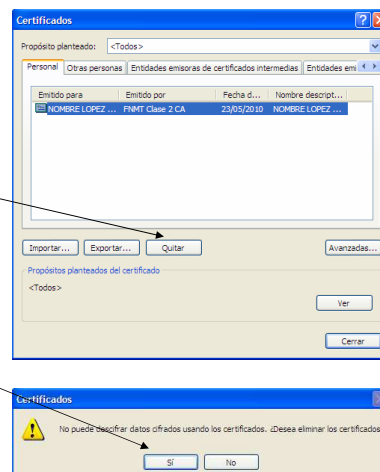 Certificados
Propósito planteado: <Todos>
Personal Otras personas Entidades emisoras de certificados intermedias Entidades emi
Emitido para Emitido por Fecha d... Nombre descript...
NOMBRE LOPEZ ... FNMT Clase 2 CA 23/05/2010 NOMBRE LOPEZ ...
Importar... Exportar... Quitar Avanzadas...
Propósitos planteados del certificado
<Todos>
Ver
Cerrar
Certificados
No puede descifrar datos cifrados usando los certificados. ¿Desea eliminar los certificados
Sí No